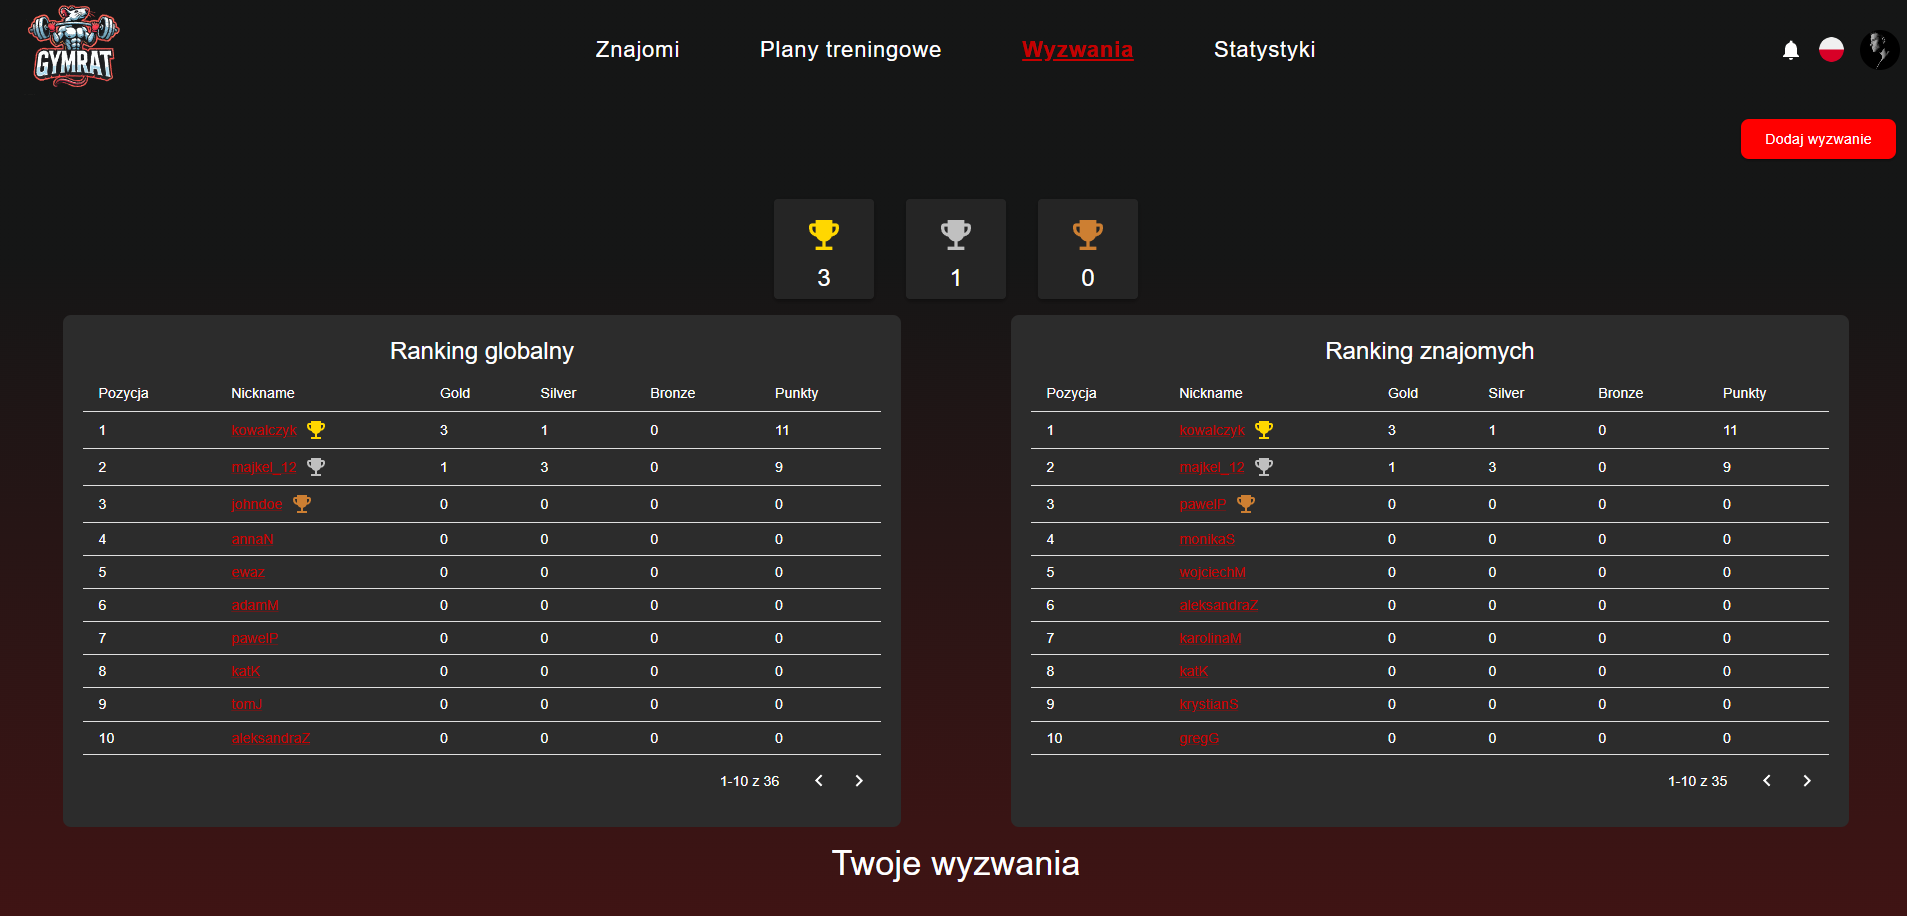 GYMRAT
Znajomi Plany treningowe Wyzwania Statystyki
Dodaj wyzwanie
3 1 0
Ranking globalny
Pozycja Nickname Gold Silver Bronze Punkty
1 kowalczyk 3 1 0 11
2 majkel_12 1 3 0 9
3 johndoe 0 0 0 0
4 annaN 0 0 0 0
5 ewaz 0 0 0 0
6 adamM 0 0 0 0
7 pawelP 0 0 0 0
8 katK 0 0 0 0
9 tomJ 0 0 0 0
10 aleksandraZ 0 0 0 0
1-10 z 36
Ranking znajomych
Pozycja Nickname Gold Silver Bronze Punkty
1 kowalczyk 3 1 0 11
2 majkel_12 1 3 0 9
3 pawelP 0 0 0 0
4 monikaS 0 0 0 0
5 wojciechM 0 0 0 0
6 aleksandraZ 0 0 0 0
7 karolinaM 0 0 0 0
8 katK 0 0 0 0
9 krystianS 0 0 0 0
10 gregG 0 0 0 0
1-10 z 35
Twoje wyzwania